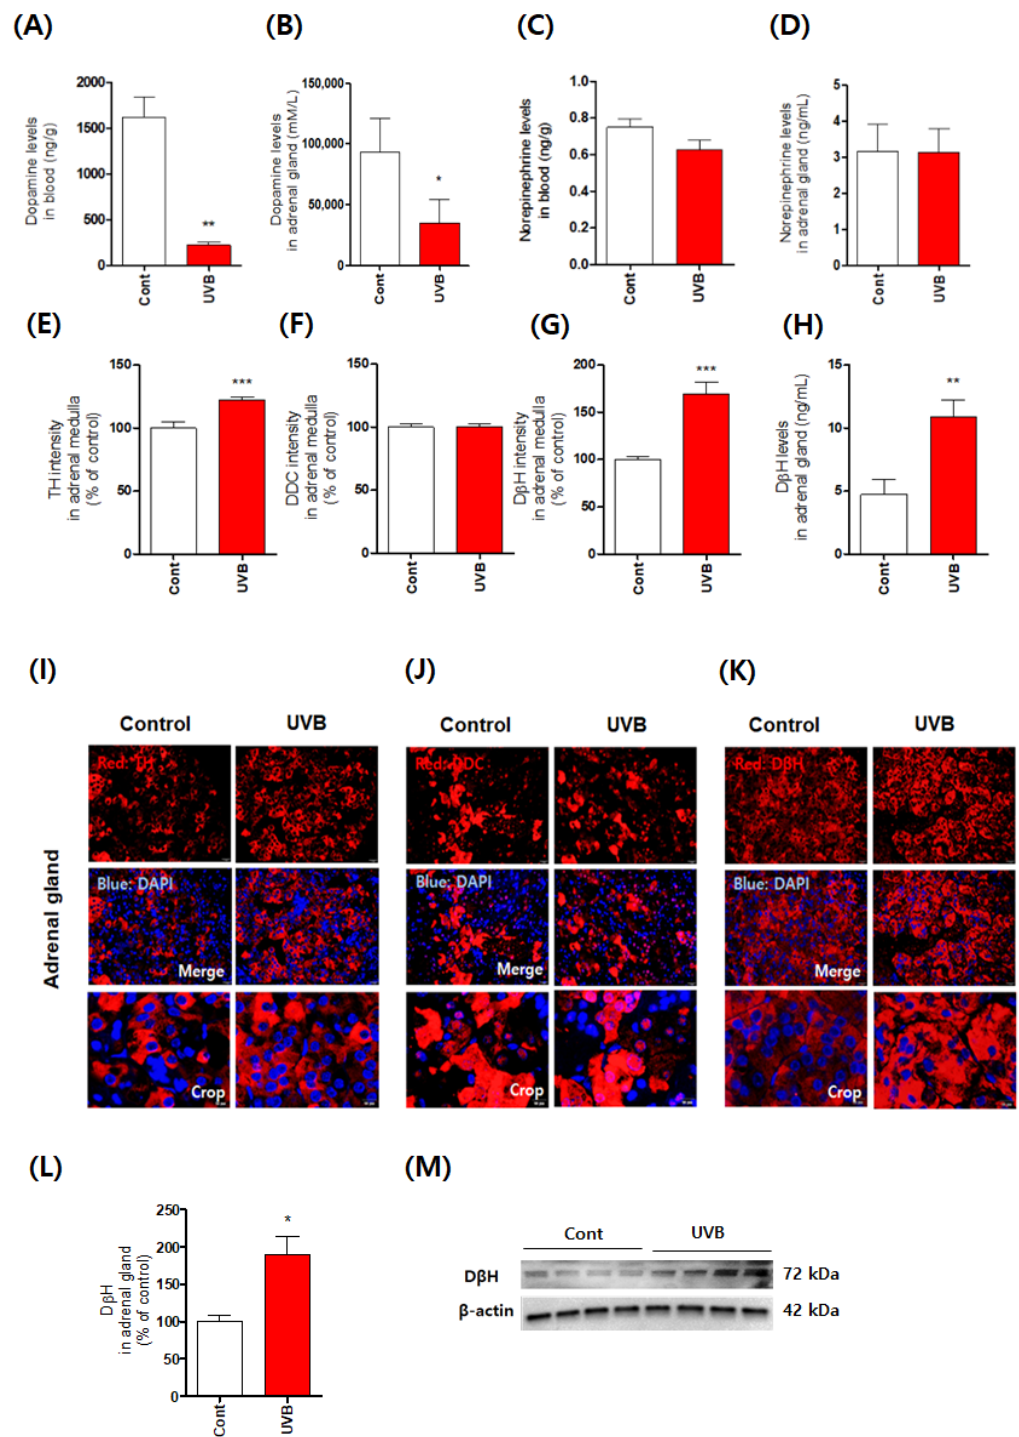 (A)
Dopamine levels
in blood (ng/g)
2000
1500
1000
500
0
**
Cont
UVB
(B)
Dopamine levels
in adrenal gland (mM/L)
150,000
100,000
50,000
0
*
Cont
UVB
(C)
Norepinephrine levels
in blood (ng/g)
1.0
0.8
0.6
0.4
0.2
0.0
Cont
UVB
(D)
Norepinephrine levels
in adrenal gland (ng/mL)
5
4
3
2
1
0
Cont
UVB
(E)
TH intensity
in adrenal medulla
(% of control)
150
100
50
0
***
Cont
UVB
(F)
DDC intensity
in adrenal medulla
(% of control)
150
100
50
0
Cont
UVB
(G)
DβH intensity
in adrenal medulla
(% of control)
200
150
100
50
0
***
Cont
UVB
(H)
DβH levels
in adrenal gland (ng/mL)
15
10
5
0
**
Cont
UVB
(I)
(J)
(K)
Control
UVB
Control
UVB
Control
UVB
Adrenal gland
Red: TH
Red: DDC
Red: DβH
Blue: DAPI
Merge
Blue: DAPI
Merge
Blue: DAPI
Merge
Crop
Crop
Crop
(L)
DβH
in adrenal gland
(% of control)
250
200
150
100
50
0
*
Cont
UVB
(M)
Cont
UVB
DβH
72 kDa
β-actin
42 kDa